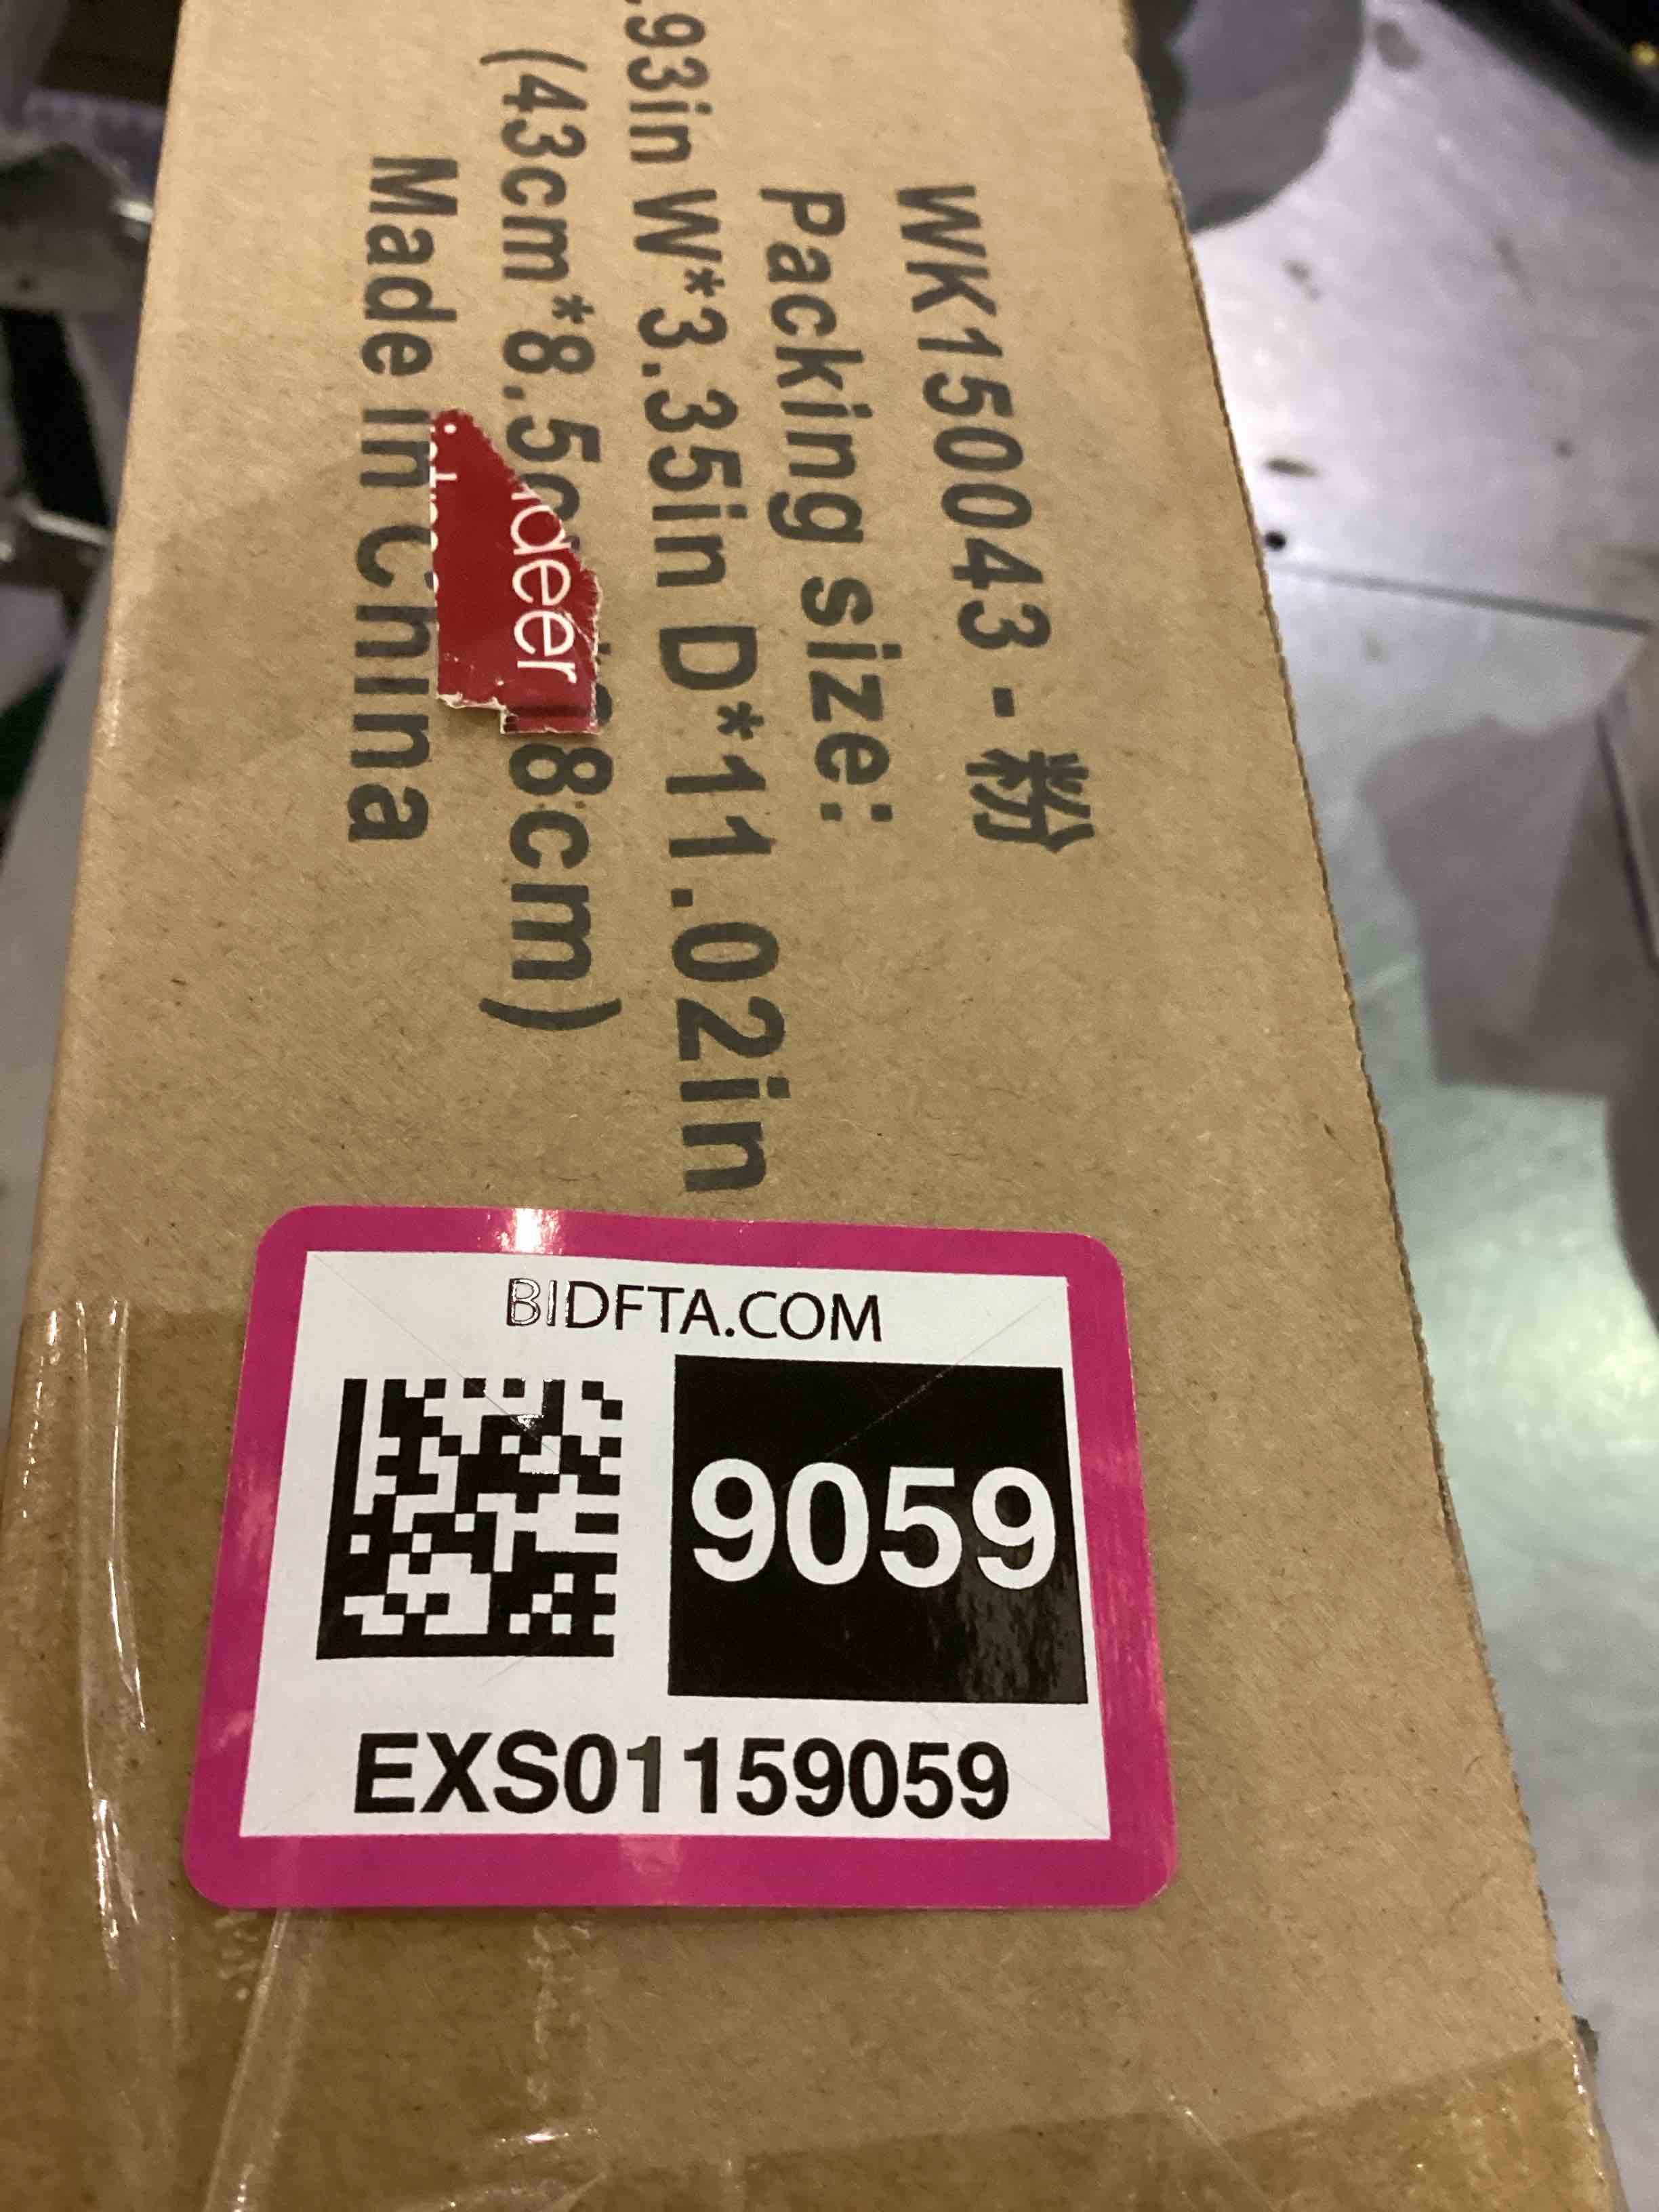 WK150043-粉
Packing size:
.93in W*3.35in D*11.02in
(43cm*8.5 8cm)
Made in China
deer
BIDFTA.COM
9059
EXS01159059